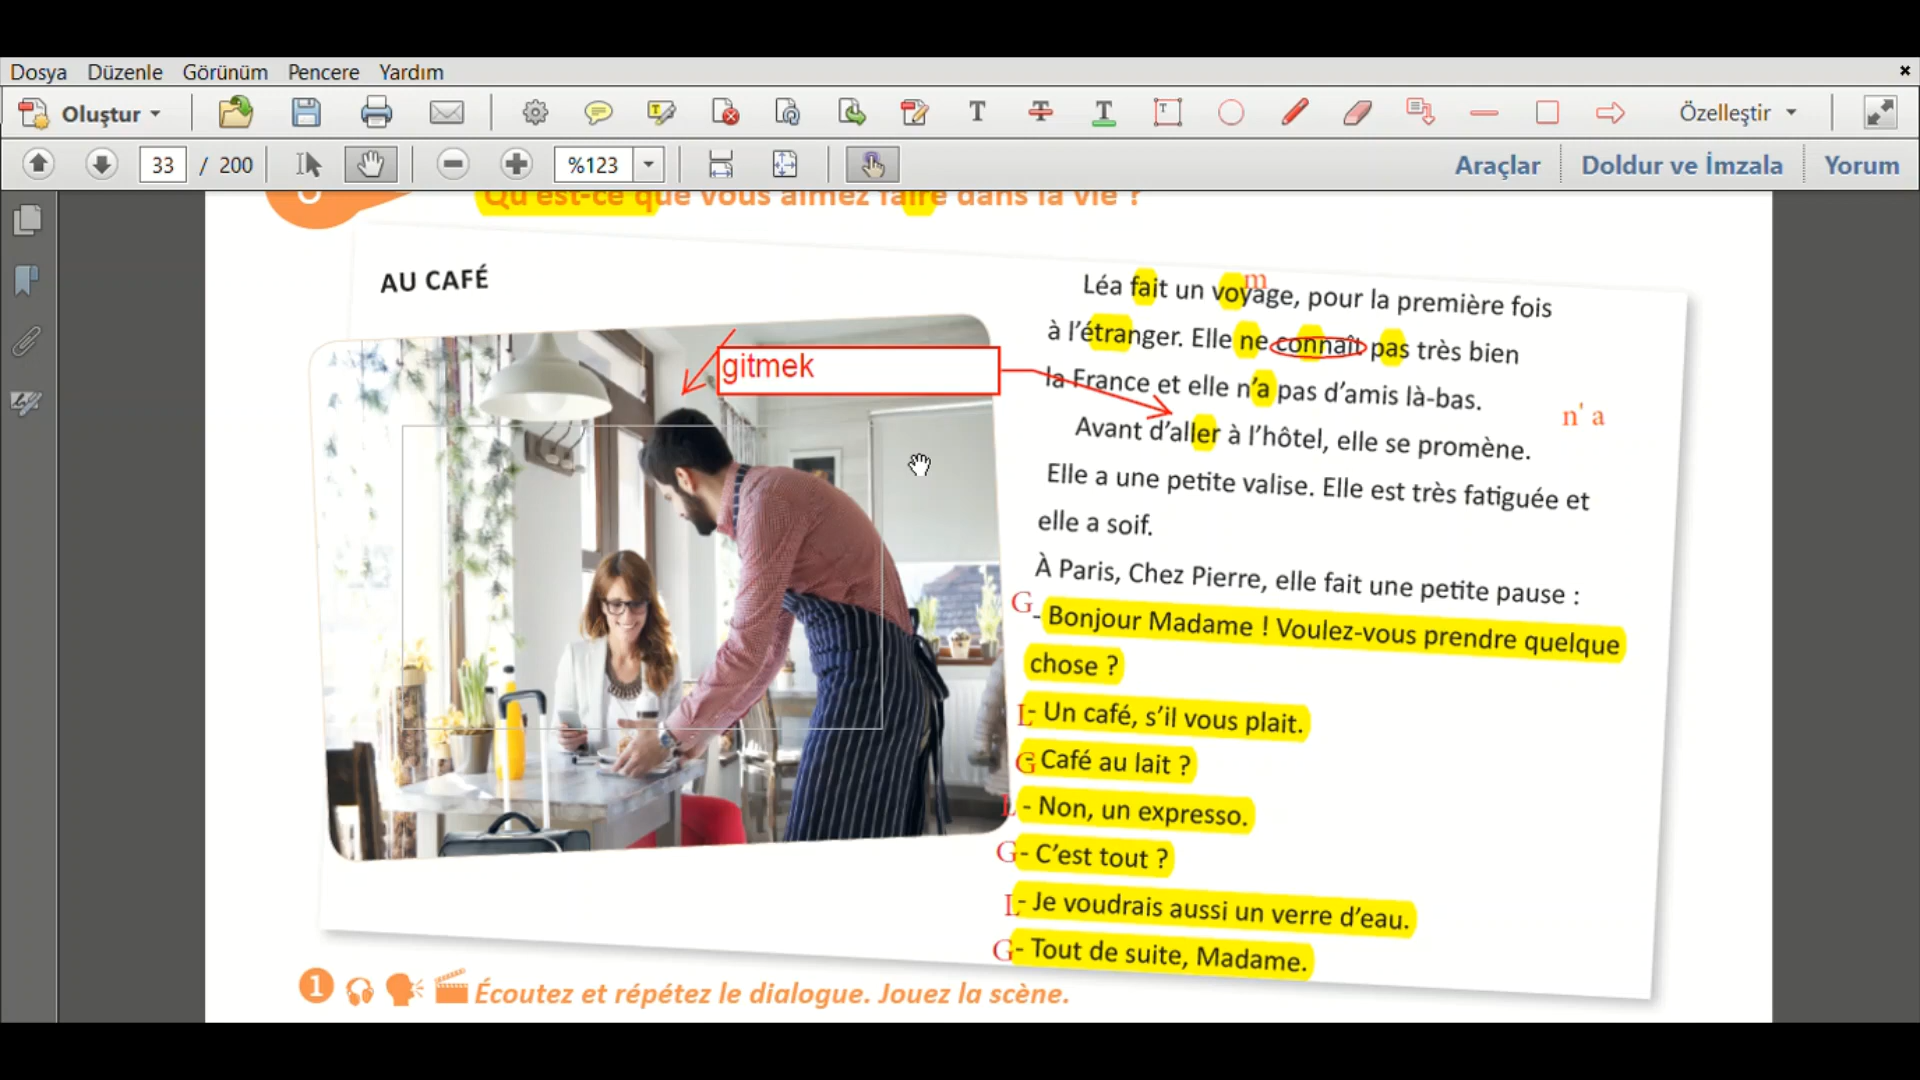 Dosya Düzenle Görünüm Pencere Yardım
Oluştur Özelleştir
33 / 200 %123 Araçlar Doldur ve İmzala Yorum
Qu'est-ce que vous aimez faire dans la vie ?
AU CAFÉ
m
Léa fait un voyage, pour la première fois
à l'étranger. Elle ne connaît pas très bien
gitmek
la France et elle n'a pas d'amis là-bas.
n' a
Avant d'aller à l'hôtel, elle se promène.
Elle a une petite valise. Elle est très fatiguée et
elle a soif.
À Paris, Chez Pierre, elle fait une petite pause :
G - Bonjour Madame ! Voulez-vous prendre quelque
chose ?
L - Un café, s'il vous plait.
G Café au lait ?
L - Non, un expresso.
G - C'est tout ?
L - Je voudrais aussi un verre d'eau.
G - Tout de suite, Madame.
1 Écoutez et répétez le dialogue. Jouez la scène.